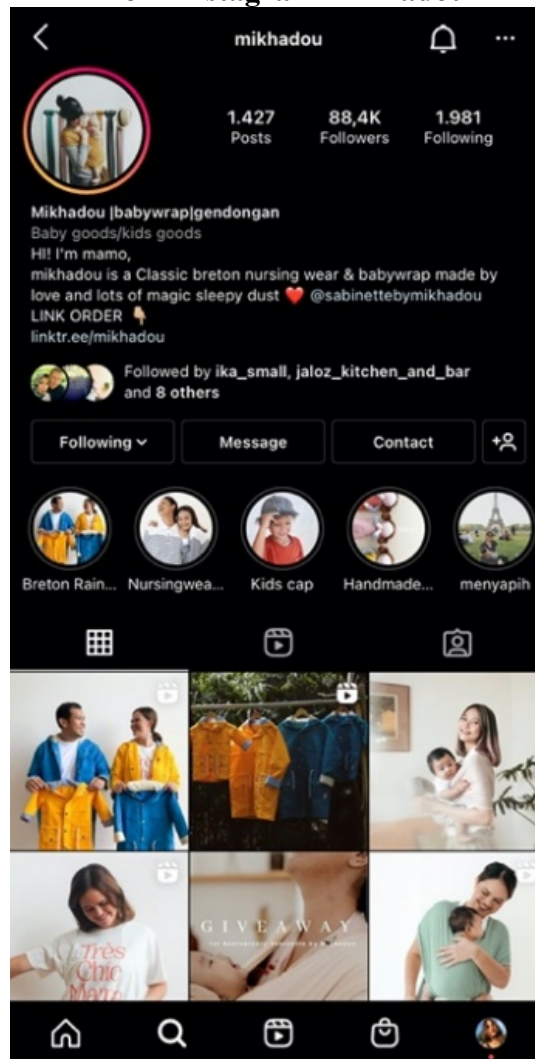 mikhadou
1.427 88,4K 1.981
Posts Followers Following
Mikhadou |babywrap|gendongan
Baby goods/kids goods
HI! I'm mamo,
mikhadou is a Classic breton nursing wear & babywrap made by
love and lots of magic sleepy dust ❤️ @sabinettebymikhadou
LINK ORDER 👇🏼
linktr.ee/mikhadou
Followed by ika_small, jaloz_kitchen_and_bar
and 8 others
Following Message Contact
Breton Rain... Nursingwea... Kids cap Handmade... menyapih
Très
Chic
GIVEAWAY